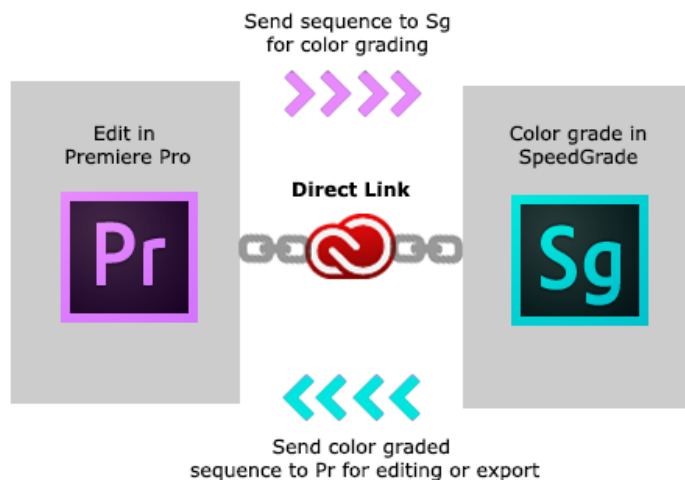 Send sequence to Sg
for color grading
Edit in
Premiere Pro
Pr
Direct Link
Color grade in
SpeedGrade
Sg
Send color graded
sequence to Pr for editing or export